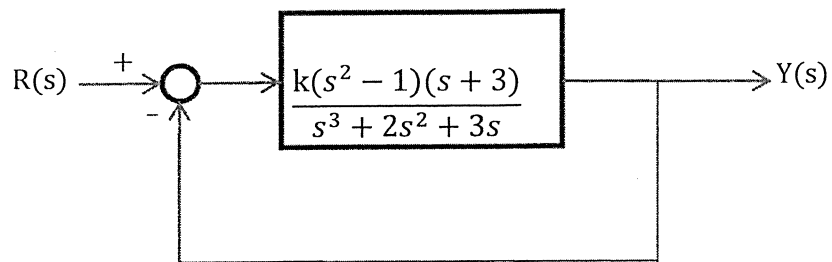 R(s)
+
-
k(s² − 1)(s + 3)
s³ + 2s² + 3s
Y(s)